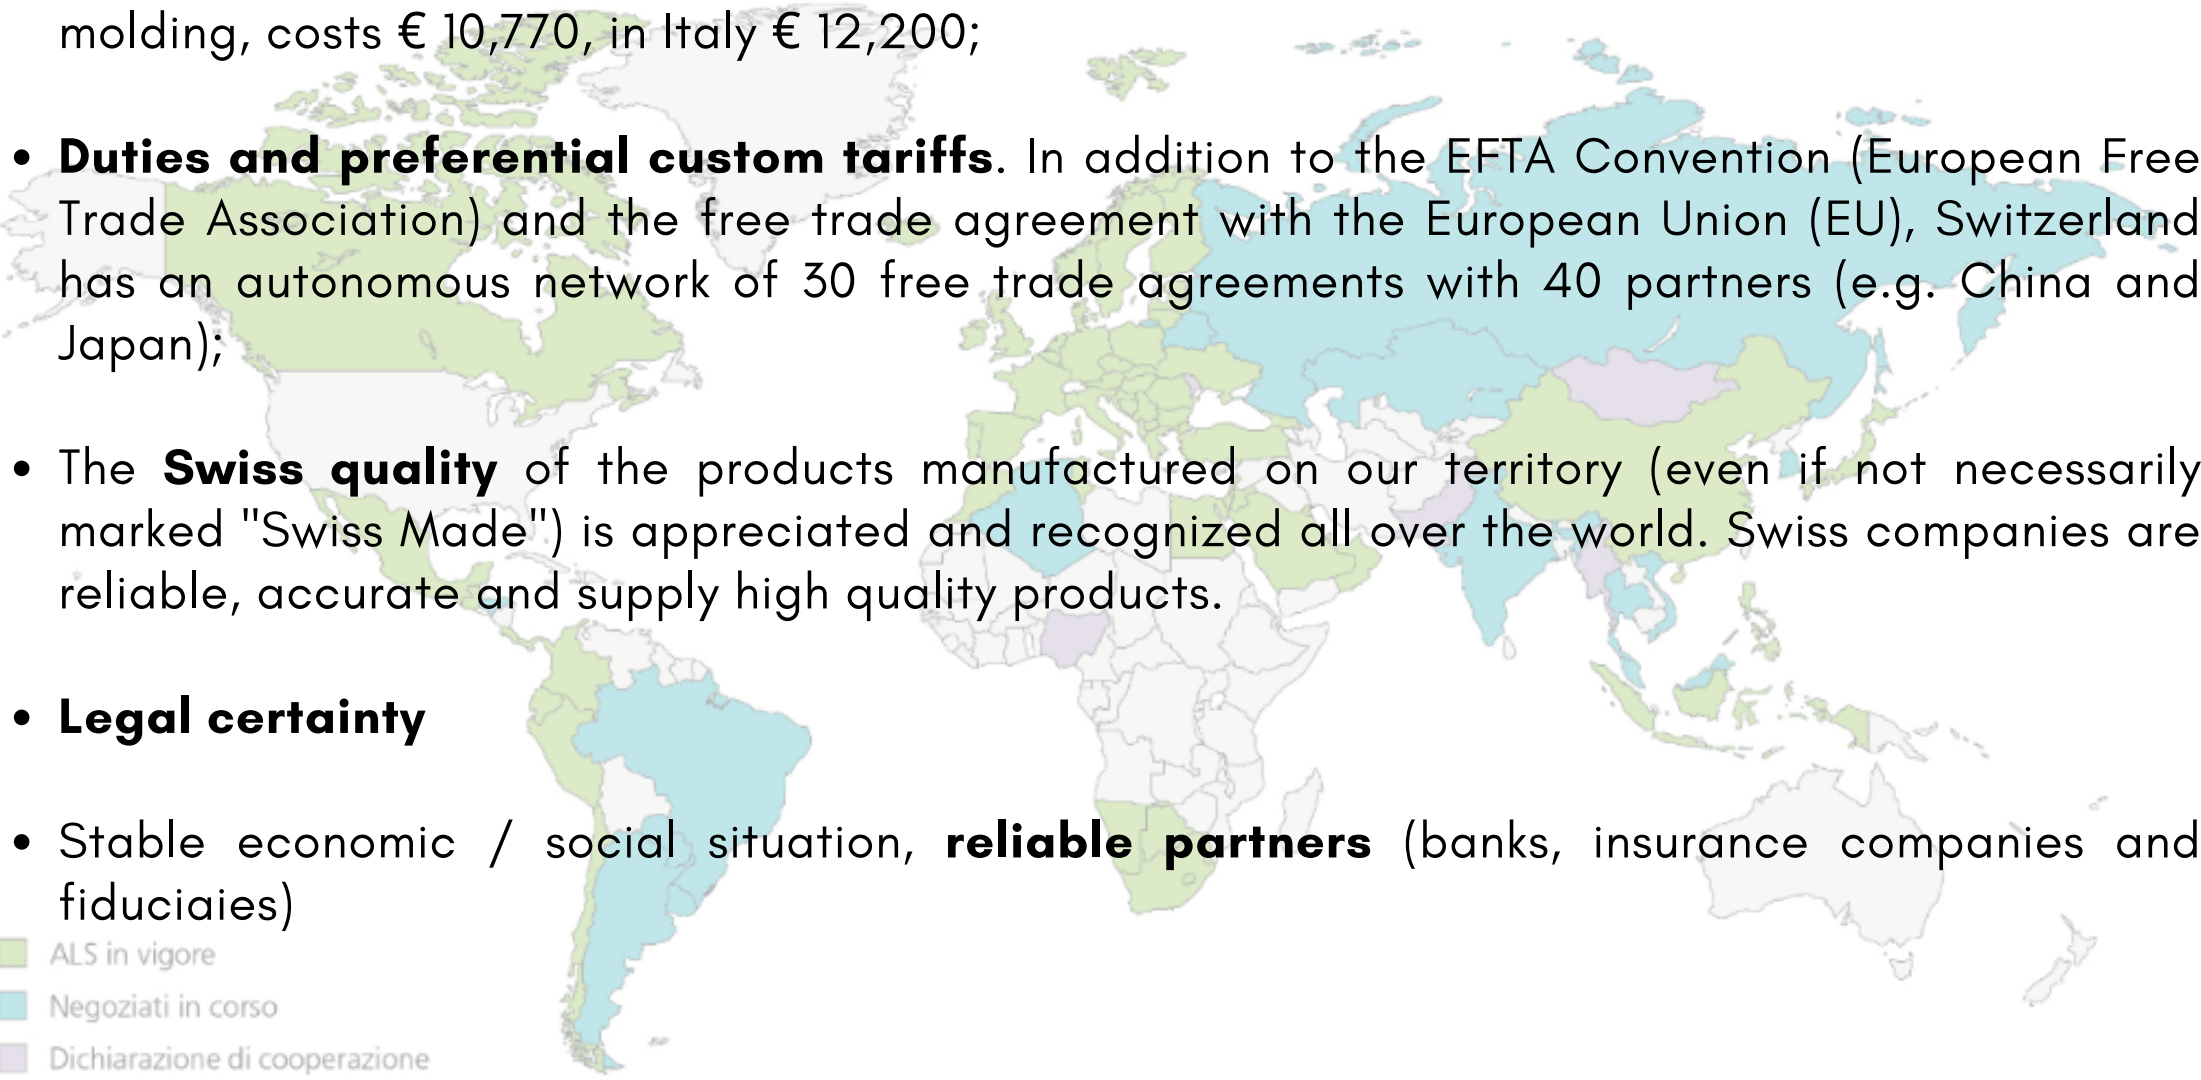 molding, costs € 10,770, in Italy € 12,200;
• Duties and preferential custom tariffs. In addition to the EFTA Convention (European Free
Trade Association) and the free trade agreement with the European Union (EU), Switzerland
has an autonomous network of 30 free trade agreements with 40 partners (e.g. China and
Japan);
• The Swiss quality of the products manufactured on our territory (even if not necessarily
marked "Swiss Made") is appreciated and recognized all over the world. Swiss companies are
reliable, accurate and supply high quality products.
• Legal certainty
• Stable economic / social situation, reliable partners (banks, insurance companies and
fiduciaies)
ALS in vigore
Negoziati in corso
Dichiarazione di cooperazione